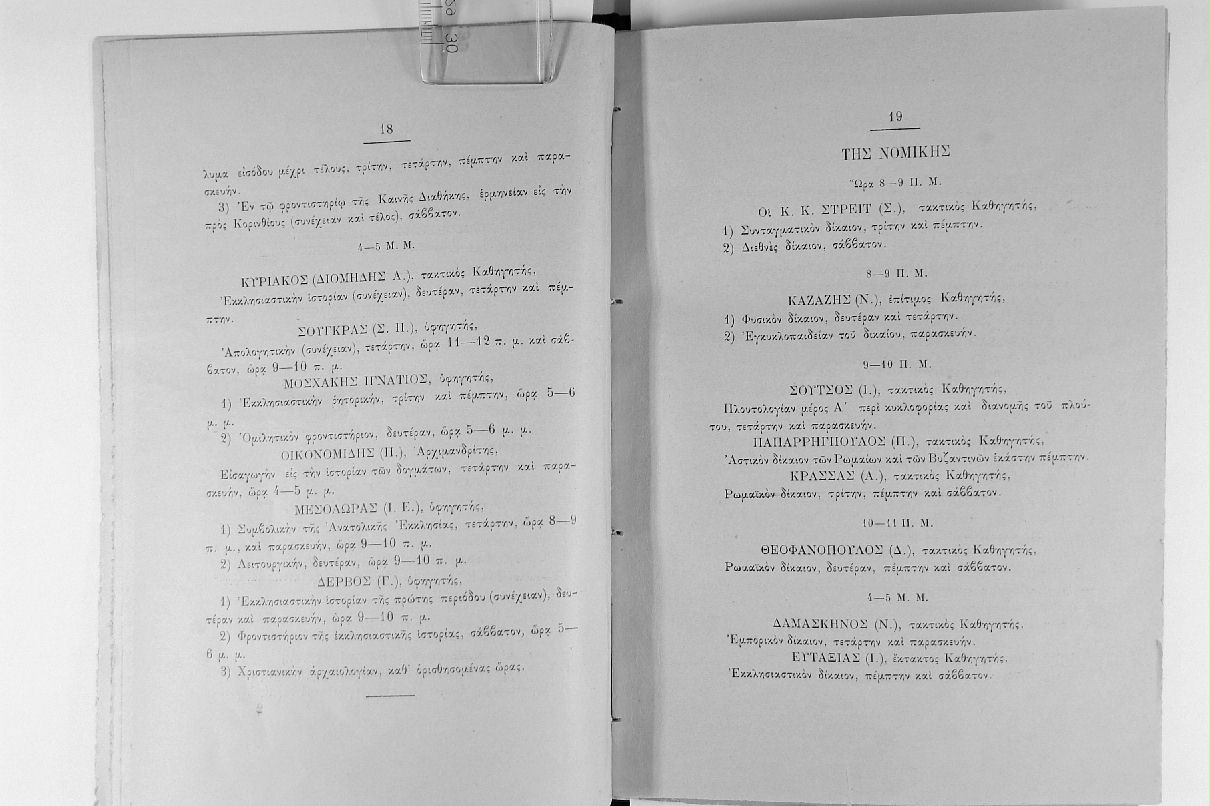 18
λυμα εἰσόδου μέχρι τέλους, τρίτην, τετάρτην, πέμπτην καὶ παρα-
σκευήν.
3) Ἐν τῷ φροντιστηρίῳ τῆς Καινῆς Διαθήκης, ἑρμηνείαν εἰς τὴν
πρὸς Κορινθίους (συνέχειαν καὶ τέλος), σάββατον.
4—5 Μ. Μ.
ΚΥΡΙΑΚΟΣ (ΔΙΟΜΗΔΗΣ Α.), τακτικὸς Καθηγητής,
Ἐκκλησιαστικὴν ἱστορίαν (συνέχειαν), δευτέραν, τετάρτην καὶ πέμ-
πτην.
ΣΟΥΓΚΡΑΣ (Σ. Π.), ὑφηγητής,
Ἀπολογητικὴν (συνέχειαν), τετάρτην, ὥρᾳ 11—12 π. μ. καὶ σάβ-
βατον, ὥρᾳ 9—10 π. μ.
ΜΟΣΧΑΚΗΣ ΙΓΝΑΤΙΟΣ, ὑφηγητής,
1) Ἐκκλησιαστικὴν ῥητορικήν, τρίτην καὶ πέμπτην, ὥρᾳ 5—6
μ. μ.
2) Ὁμιλητικὸν φροντιστήριον, δευτέραν, ὥρᾳ 5—6 μ. μ.
ΟΙΚΟΝΟΜΙΔΗΣ (Π.), Ἀρχιμανδρίτης,
Εἰσαγωγὴν εἰς τὴν ἱστορίαν τῶν δογμάτων, τετάρτην καὶ παρα-
σκευήν, ὥρᾳ 4—5 μ. μ.
ΜΕΣΟΛΩΡΑΣ (Ι. Ε.), ὑφηγητής,
1) Συμβολικὴν τῆς Ἀνατολικῆς Ἐκκλησίας, τετάρτην, ὥρᾳ 8—9
π. μ., καὶ παρασκευήν, ὥρᾳ 9—10 π. μ.
2) Λειτουργικήν, δευτέραν, ὥρᾳ 9—10 π. μ.
ΔΕΡΒΟΣ (Γ.), ὑφηγητής,
1) Ἐκκλησιαστικὴν ἱστορίαν τῆς πρώτης περιόδου (συνέχειαν), δευ-
τέραν καὶ παρασκευήν, ὥρᾳ 9—10 π. μ.
2) Φροντιστήριον τῆς ἐκκλησιαστικῆς ἱστορίας, σάββατον, ὥρᾳ 5—
6 μ. μ.
3) Χριστιανικὴν ἀρχαιολογίαν, καθ' ὁρισθησομένας ὥρας.
19
ΤΗΣ ΝΟΜΙΚΗΣ
Ὥρα 8—9 Π. Μ.
Οἱ Κ. Κ. ΣΤΡΕΙΤ (Σ.), τακτικὸς Καθηγητής,
1) Συνταγματικὸν δίκαιον, τρίτην καὶ πέμπτην.
2) Διεθνὲς δίκαιον, σάββατον.
8—9 Π. Μ.
ΚΑΖΑΖΗΣ (Ν.), ἐπίτιμος Καθηγητής,
1) Φυσικὸν δίκαιον, δευτέραν καὶ τετάρτην.
2) Ἐγκυκλοπαιδείαν τοῦ δικαίου, παρασκευήν.
9—10 Π. Μ.
ΣΟΥΤΣΟΣ (Ι.), τακτικὸς Καθηγητής,
Πλουτολογίαν μέρος Α΄ περὶ κυκλοφορίας καὶ διανομῆς τοῦ πλού-
του, τετάρτην καὶ παρασκευήν.
ΠΑΠΑΡΡΗΓΠΟΥΛΟΣ (Π.), τακτικὸς Καθηγητής,
Ἀστικὸν δίκαιον τῶν Ῥωμαίων καὶ τῶν Βυζαντινῶν ἑκάστην πέμπτην.
ΚΡΑΣΣΑΣ (Α.), τακτικὸς Καθηγητής,
Ρωμαϊκὸν δίκαιον, τρίτην, πέμπτην καὶ σάββατον.
10—11 Π. Μ.
ΘΕΟΦΑΝΟΠΟΥΛΟΣ (Δ.), τακτικὸς Καθηγητής,
Ρωμαϊκὸν δίκαιον, δευτέραν, πέμπτην καὶ σάββατον.
4—5 Μ. Μ.
ΔΑΜΑΣΚΗΝΟΣ (Ν.), τακτικὸς Καθηγητής,
Ἐμπορικὸν δίκαιον, τετάρτην καὶ παρασκευήν.
ΕΥΤΑΞΙΑΣ (Ι.), ἔκτακτος Καθηγητής,
Ἐκκλησιαστικὸν δίκαιον, πέμπτην καὶ σάββατον.
30